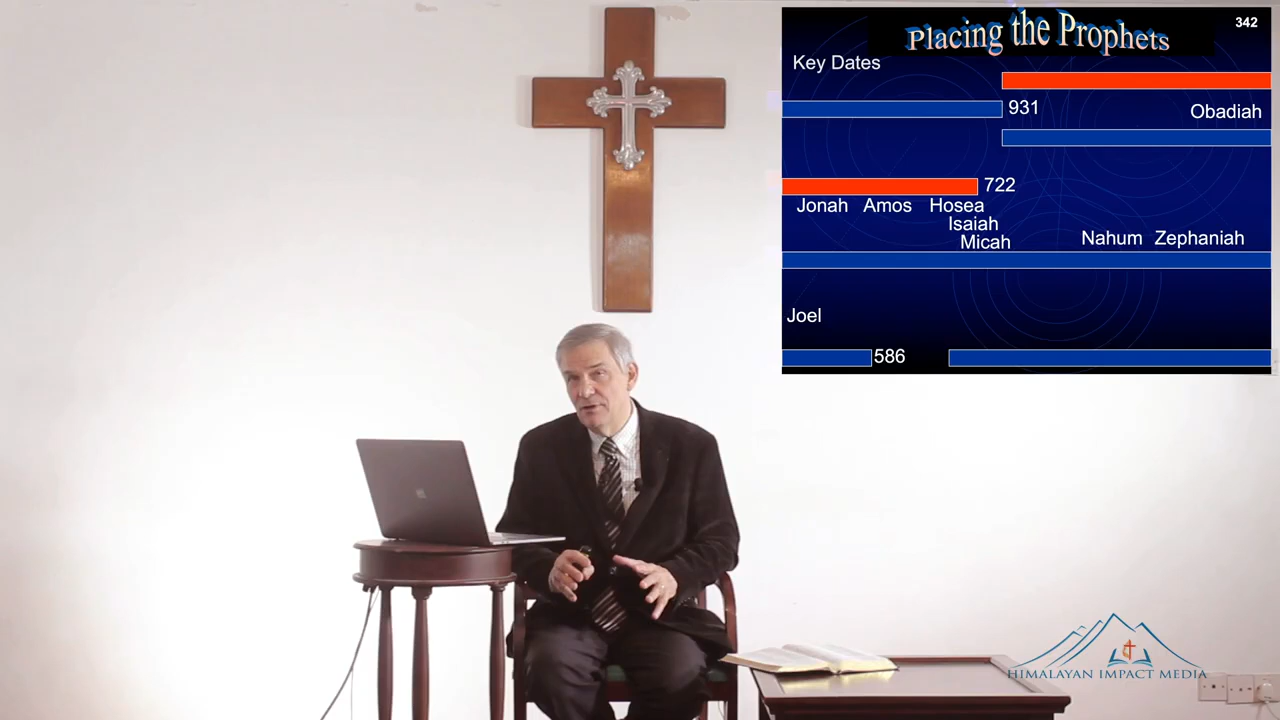 Placing the Prophets
342
Key Dates
931
Obadiah
722
Jonah Amos Hosea
Isaiah
Micah
Nahum Zephaniah
Joel
586
HIMALAYAN IMPACT MEDIA